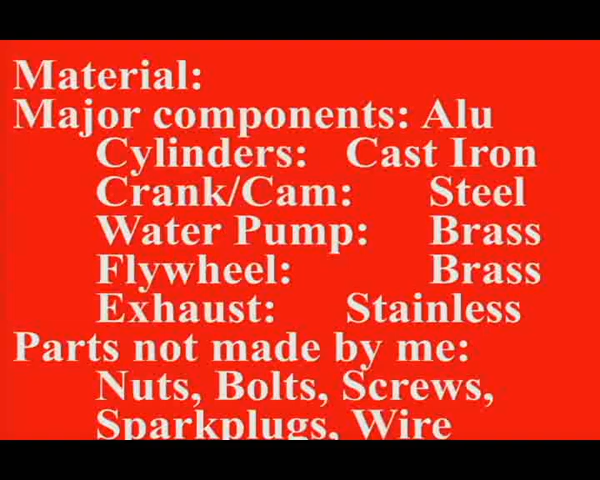 Material:
Major components: Alu
Cylinders: Cast Iron
Crank/Cam: Steel
Water Pump: Brass
Flywheel: Brass
Exhaust: Stainless
Parts not made by me:
Nuts, Bolts, Screws,
Sparkplugs, Wire